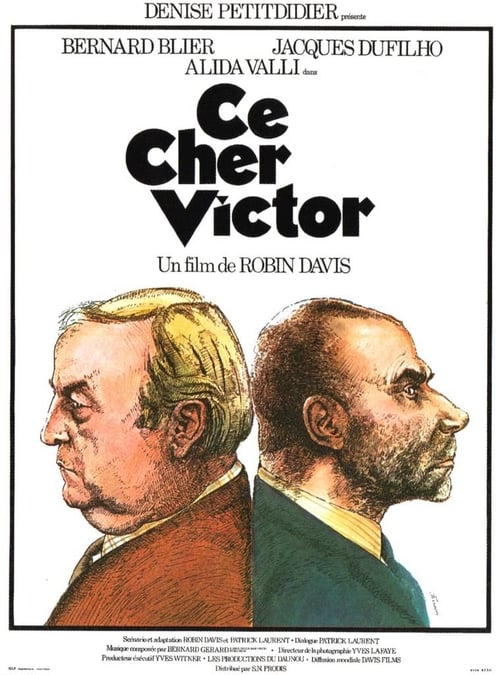 DENISE PETITDIDIER présente
BERNARD BLIER JACQUES DUFILHO
ALIDA VALLI dans
Ce
Cher
Victor
Un film de ROBIN DAVIS
Scénario et adaptation ROBIN DAVIS et PATRICK LAURENT • Dialogue PATRICK LAURENT
Musique composée par BERNARD GERARD • Directeur de la photographie YVES LAFAYE
Producteur exécutif YVES WITNER • LES PRODUCTIONS DU DAUNOU • Diffusion mondiale DAVIS FILMS
Distribué par S.N. PRODIS